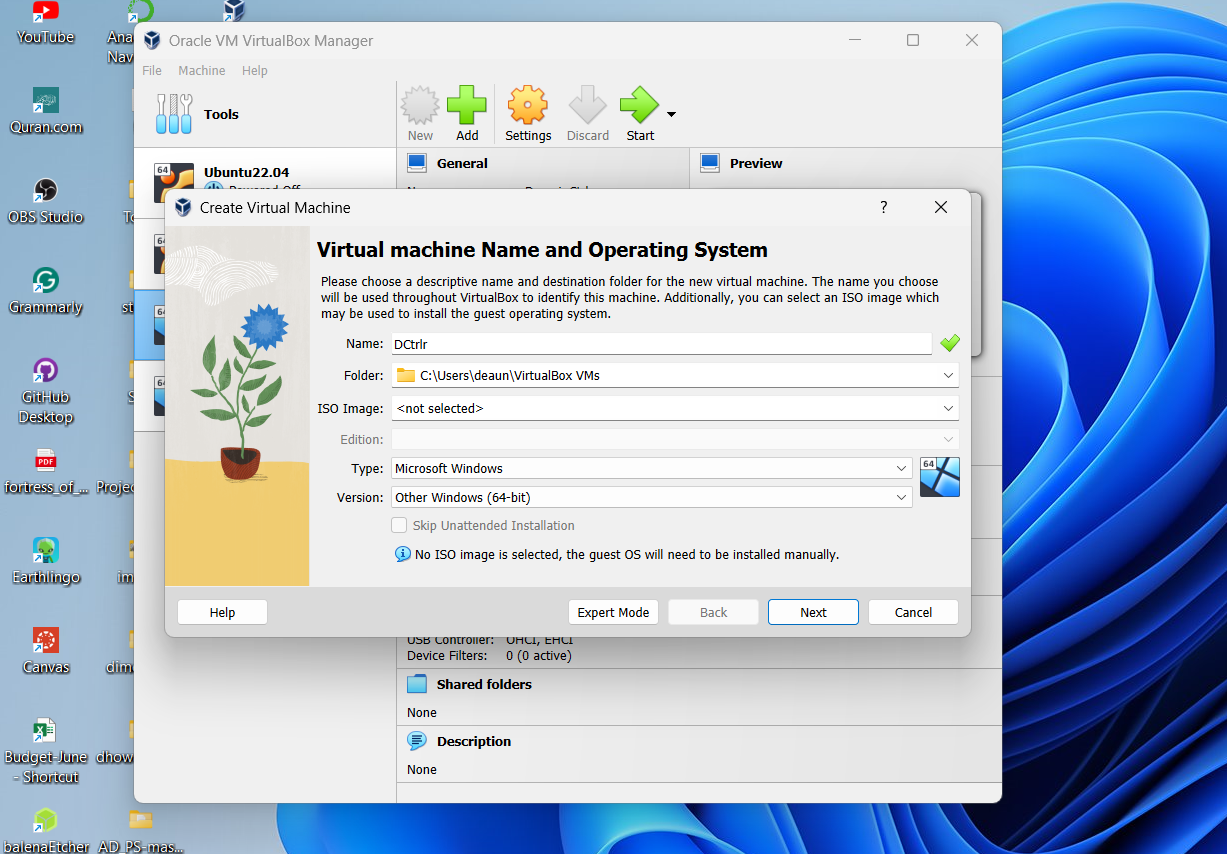 YouTube
Ana
Nav
Quran.com
OBS Studio
Grammarly
st
GitHub
Desktop
PDF
fortress_of_...
Projec
Earthlingo
im
Canvas
dim
Budget-June
- Shortcut
dhow
balenaEtcher
AD_PS-mas...
Oracle VM VirtualBox Manager
File Machine Help
Tools
New Add Settings Discard Start
64
Ubuntu22.04
General
Preview
64
64
64
Create Virtual Machine
?
Virtual machine Name and Operating System
Please choose a descriptive name and destination folder for the new virtual machine. The name you choose
will be used throughout VirtualBox to identify this machine. Additionally, you can select an ISO image which
may be used to install the guest operating system.
Name: DCtrlr
Folder: C:\Users\deaun\VirtualBox VMs
ISO Image: <not selected>
Edition:
Type: Microsoft Windows
64
Version: Other Windows (64-bit)
Skip Unattended Installation
No ISO image is selected, the guest OS will need to be installed manually.
Help Expert Mode Back Next Cancel
USB Controller: OHCI, EHCI
Device Filters: 0 (0 active)
Shared folders
None
Description
None